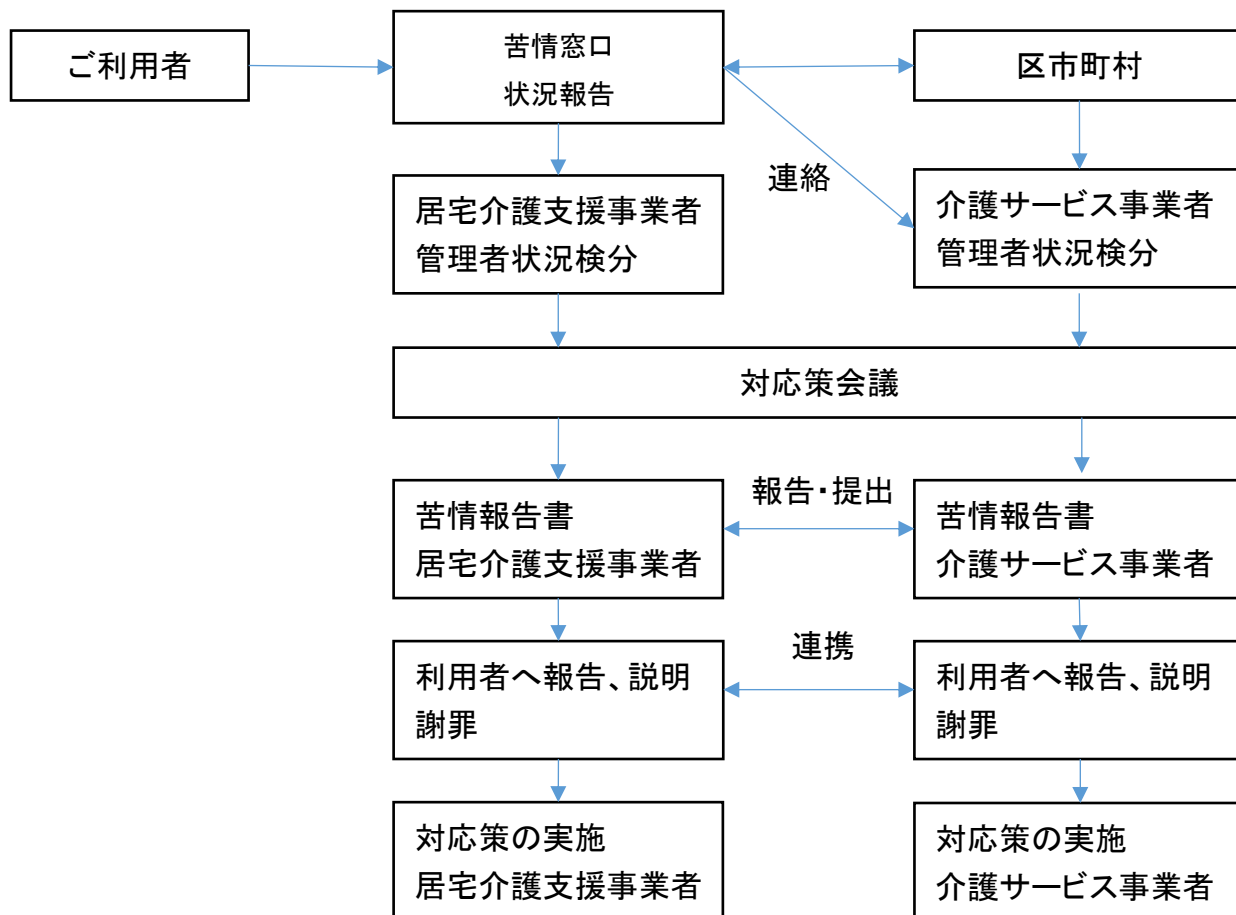 ご利用者
苦情窓口
状況報告
区市町村
連絡
居宅介護支援事業者
管理者状況検分
介護サービス事業者
管理者状況検分
対応策会議
苦情報告書
居宅介護支援事業者
報告・提出
苦情報告書
介護サービス事業者
利用者へ報告、説明
謝罪
連携
利用者へ報告、説明
謝罪
対応策の実施
居宅介護支援事業者
対応策の実施
介護サービス事業者